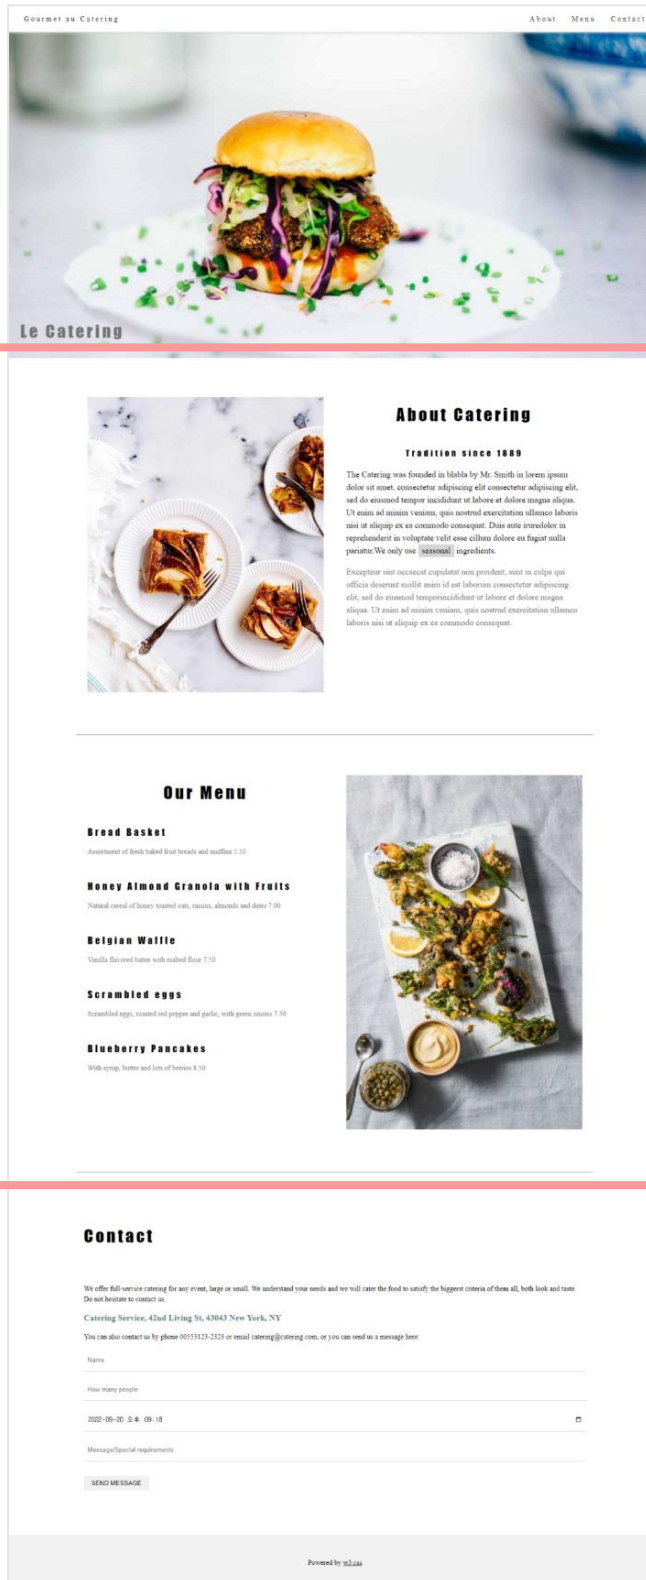 Gourmet au Catering
About Menu Contact
Le Catering
About Catering
Tradition since 1889
The Catering was founded in blabla by Mr. Smith in lorem ipsum
dolor sit amet, consectetur adipiscing elit consectetur adipiscing elit,
sed do eiusmod tempor incididunt ut labore et dolore magna aliqua.
Ut enim ad minim veniam, quis nostrud exercitation ullamco laboris
nisi ut aliquip ex ea commodo consequat. Duis aute iruredolor in
reprehenderit in voluptate velit esse cillum dolore eu fugiat nulla
pariatur.We only use seasonal ingredients.
Excepteur sint occaecat cupidatat non proident, sunt in culpa qui
officia deserunt mollit anim id est laborum consectetur adipiscing
elit, sed do eiusmod temporincididunt ut labore et dolore magna
aliqua. Ut enim ad minim veniam, quis nostrud exercitation ullamco
laboris nisi ut aliquip ex ea commodo consequat.
Our Menu
Bread Basket
Assortment of fresh baked fruit breads and muffins 5.50
Honey Almond Granola with Fruits
Natural cereal of honey toasted oats, raisins, almonds and dates 7.00
Belgian Waffle
Vanilla flavored batter with malted flour 7.50
Scrambled eggs
Scrambled eggs, roasted red pepper and garlic, with green onions 7.50
Blueberry Pancakes
With syrup, butter and lots of berries 8.50
Contact
We offer full-service catering for any event, large or small. We understand your needs and we will cater the food to satisfy the biggerst criteria of them all, both look and taste.
Do not hesitate to contact us.
Catering Service, 42nd Living St, 43043 New York, NY
You can also contact us by phone 00553123-2323 or email catering@catering.com, or you can send us a message here:
Name
How many people
2022-09-20 오후 09:18
Message/Special requirements
SEND MESSAGE
Powered by w3.css